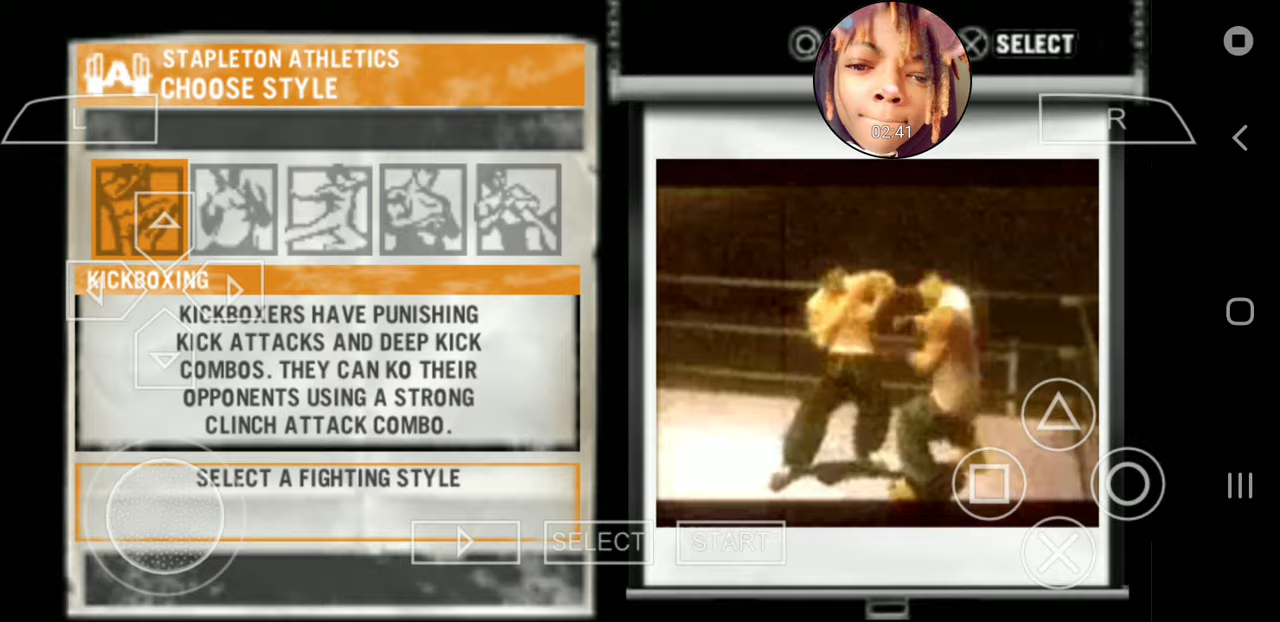 STAPLETON ATHLETICS
CHOOSE STYLE
A
SELECT
02:41
L
R
KICKBOXING
KICKBOXERS HAVE PUNISHING
KICK ATTACKS AND DEEP KICK
COMBOS. THEY CAN KO THEIR
OPPONENTS USING A STRONG
CLINCH ATTACK COMBO.
SELECT A FIGHTING STYLE
SELECT
START